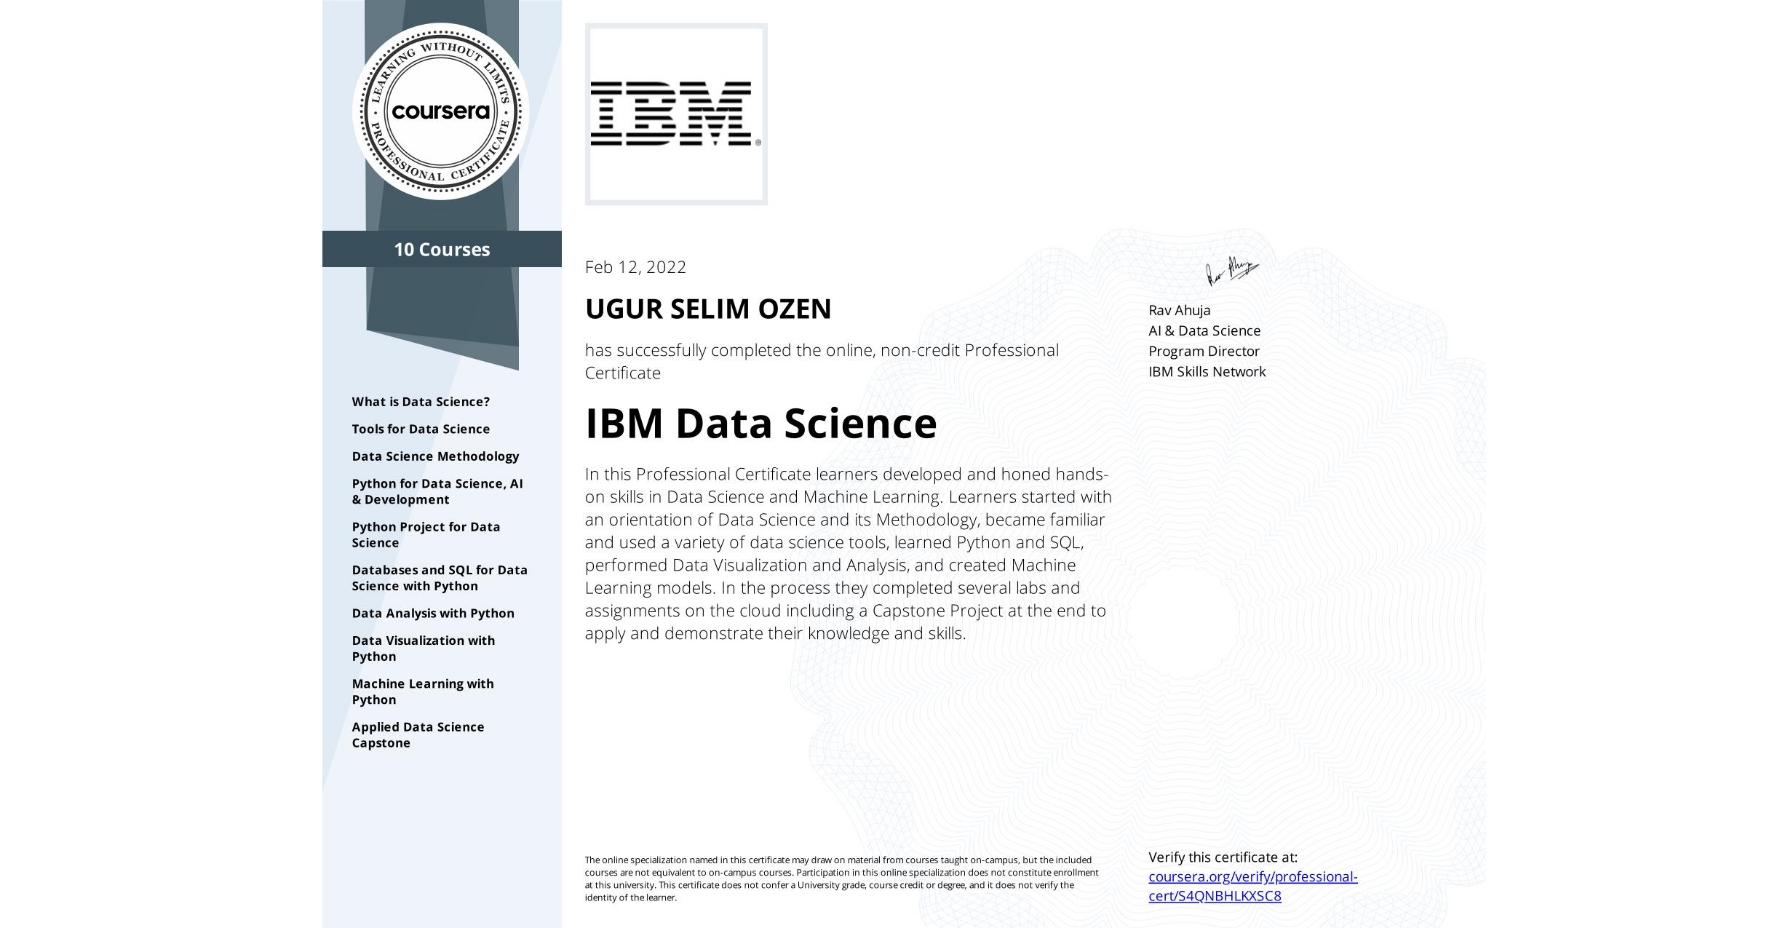 LEARNING WITHOUT LIMITS
coursera
PROFESSIONAL CERTIFICATE
10 Courses
What is Data Science?
Tools for Data Science
Data Science Methodology
Python for Data Science, AI
& Development
Python Project for Data
Science
Databases and SQL for Data
Science with Python
Data Analysis with Python
Data Visualization with
Python
Machine Learning with
Python
Applied Data Science
Capstone
IBM®
Feb 12, 2022
UGUR SELIM OZEN
has successfully completed the online, non-credit Professional
Certificate
IBM Data Science
In this Professional Certificate learners developed and honed hands-
on skills in Data Science and Machine Learning. Learners started with
an orientation of Data Science and its Methodology, became familiar
and used a variety of data science tools, learned Python and SQL,
performed Data Visualization and Analysis, and created Machine
Learning models. In the process they completed several labs and
assignments on the cloud including a Capstone Project at the end to
apply and demonstrate their knowledge and skills.
The online specialization named in this certificate may draw on material from courses taught on-campus, but the included
courses are not equivalent to on-campus courses. Participation in this online specialization does not constitute enrollment
at this university. This certificate does not confer a University grade, course credit or degree, and it does not verify the
identity of the learner.
Rav Ahuja
Rav Ahuja
AI & Data Science
Program Director
IBM Skills Network
Verify this certificate at:
coursera.org/verify/professional-
cert/S4QNBHLKXSC8